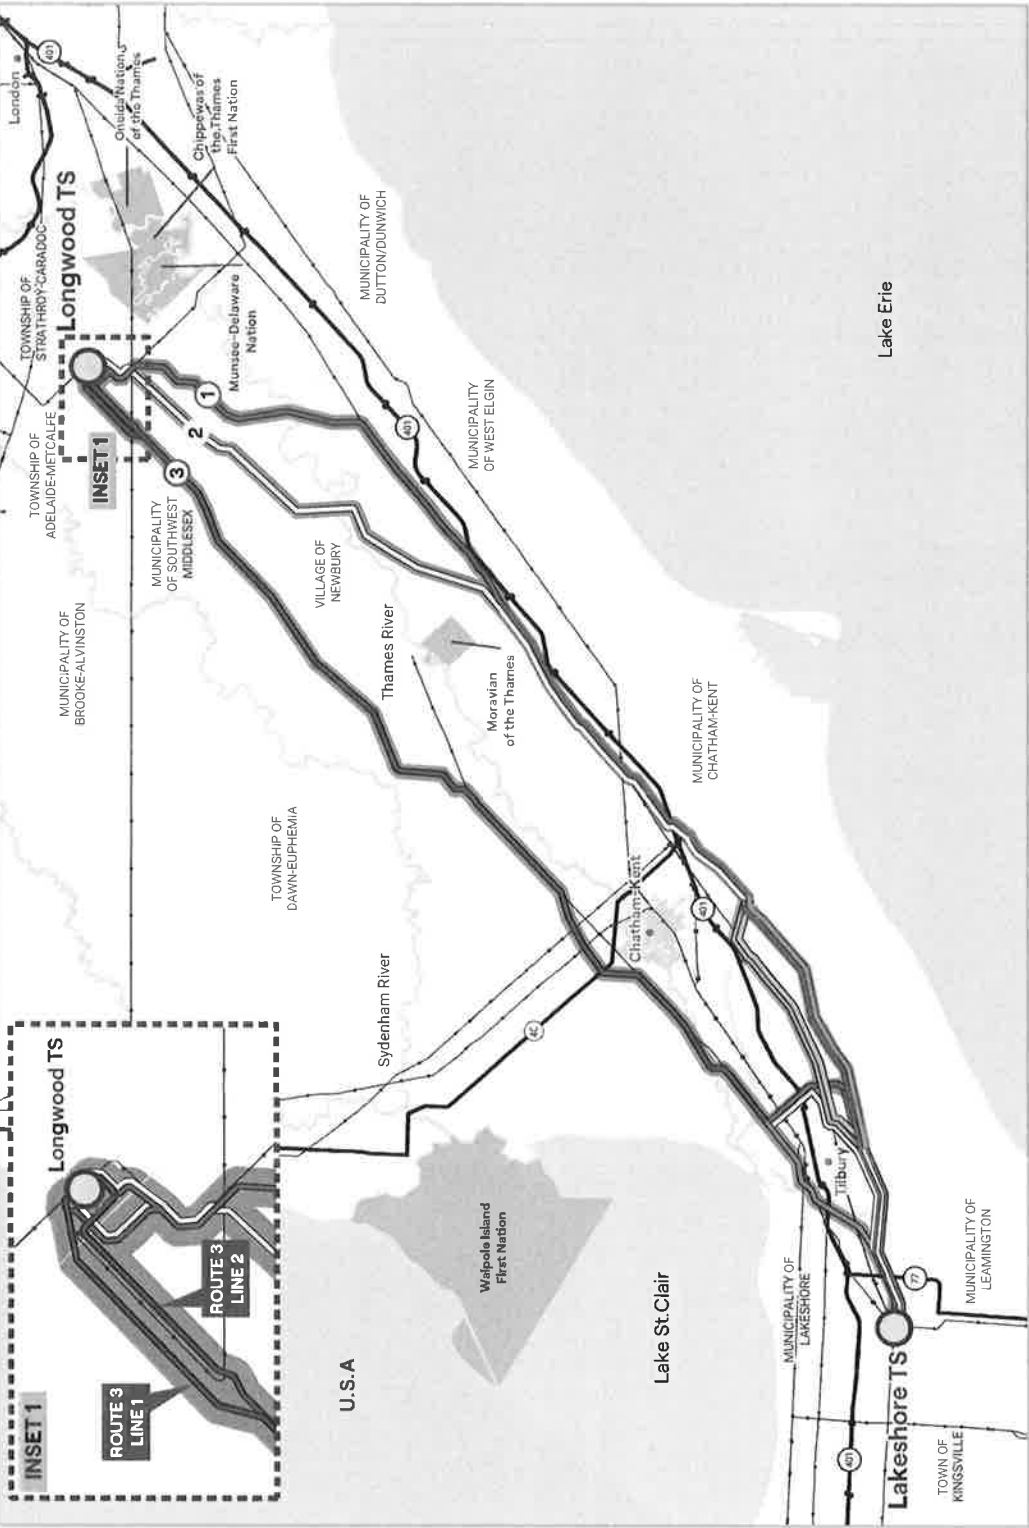 INSET 1
Longwood TS
ROUTE 3
LINE 1
ROUTE 3
LINE 2
MUNICIPALITY OF
BROOKE-ALVINSTON
TOWNSHIP OF
ADELAIDE-METCALFE
TOWNSHIP OF
STRATHROY-CARADOC
London
401
Longwood TS
INSET 1
Oneida Nation
of the Thames
Chippewas of
the Thames
First Nation
MUNICIPALITY
OF SOUTHWEST
MIDDLESEX
3
2
1
Munsee-Delaware
Nation
TOWNSHIP OF
DAWN-EUPHEMIA
VILLAGE OF
NEWBURY
MUNICIPALITY OF
DUTTON/DUNWICH
U.S.A
Sydenham River
Thames River
401
Walpole Island
First Nation
40
Moravian
of the Thames
MUNICIPALITY
OF WEST ELGIN
Lake St.Clair
Chatham-Kent
401
MUNICIPALITY OF
CHATHAM-KENT
MUNICIPALITY OF
LAKESHORE
Tilbury
401
Lakeshore TS
77
Lake Erie
TOWN OF
KINGSVILLE
MUNICIPALITY OF
LEAMINGTON